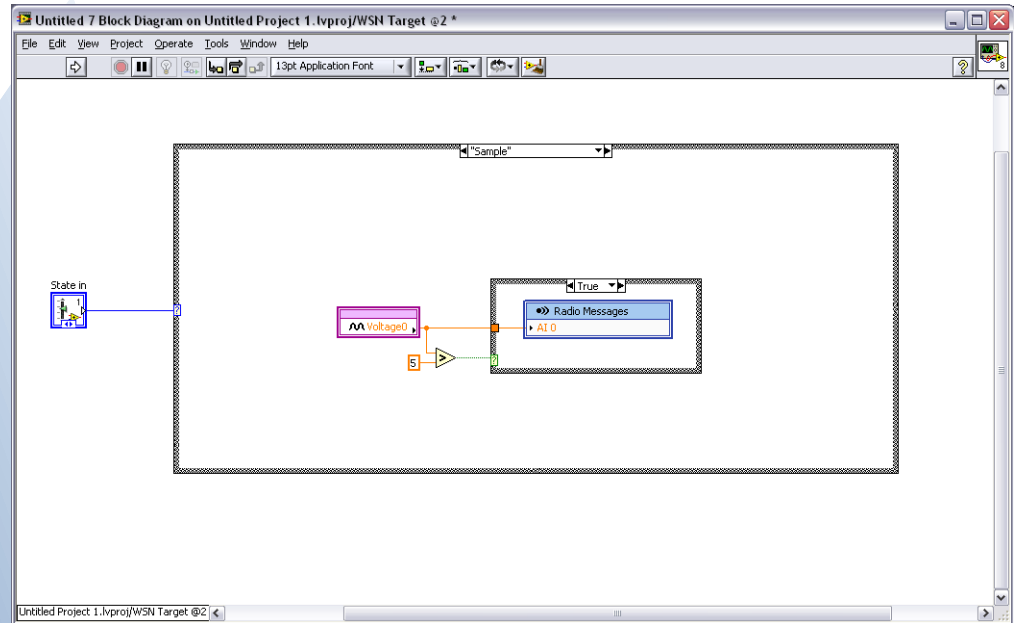 Untitled 7 Block Diagram on Untitled Project 1.lvproj/WSN Target @2 *
File Edit View Project Operate Tools Window Help
13pt Application Font
?
8
"Sample"
State in
1
?
True
Radio Messages
Voltage0
AI 0
5
>
?
Untitled Project 1.lvproj/WSN Target @2